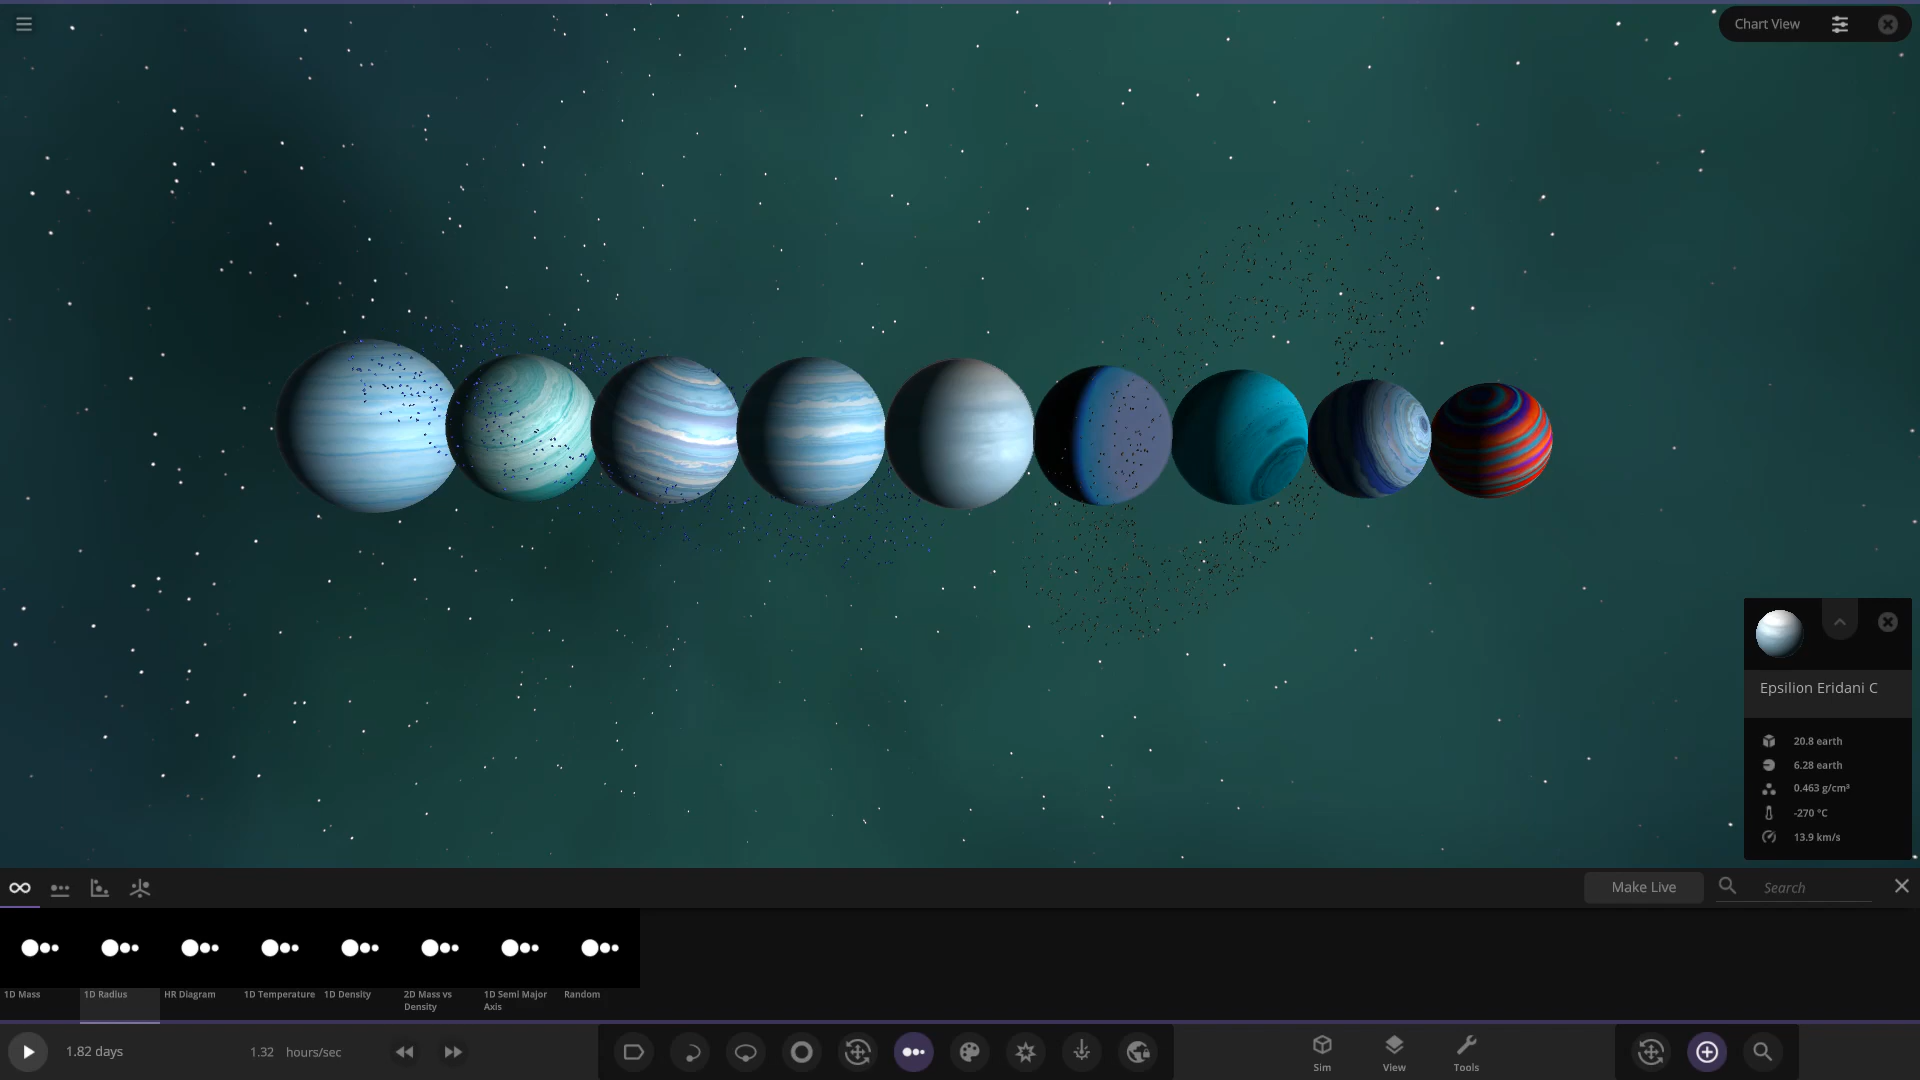 Chart View
Epsilion Eridani C
20.8 earth
6.28 earth
0.463 g/cm³
-270 °C
13.9 km/s
Make Live
Search
1D Mass
1D Radius
HR Diagram
1D Temperature
1D Density
2D Mass vs
Density
1D Semi Major
Axis
Random
1.82 days
1.32 hours/sec
Sim
View
Tools